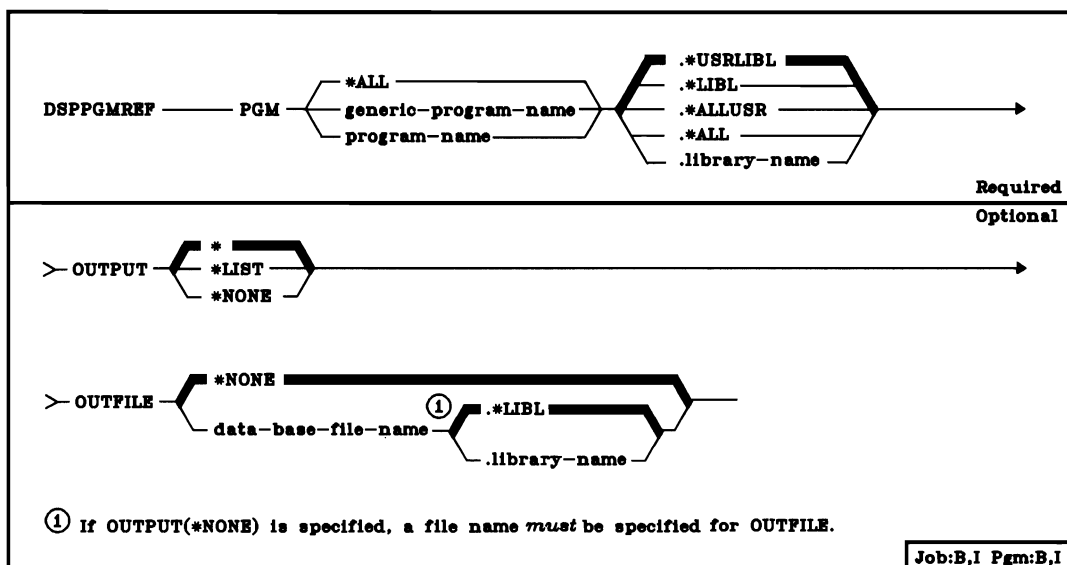 .*USRLIBL
*ALL .*LIBL
DSPPGMREF PGM generic-program-name .*ALLUSR
program-name .*ALL
.library-name
Required
Optional
*
> OUTPUT *LIST
*NONE
*NONE
> OUTFILE
data-base-file-name ① .*LIBL
.library-name
① If OUTPUT(*NONE) is specified, a file name must be specified for OUTFILE.
Job:B,I Pgm:B,I